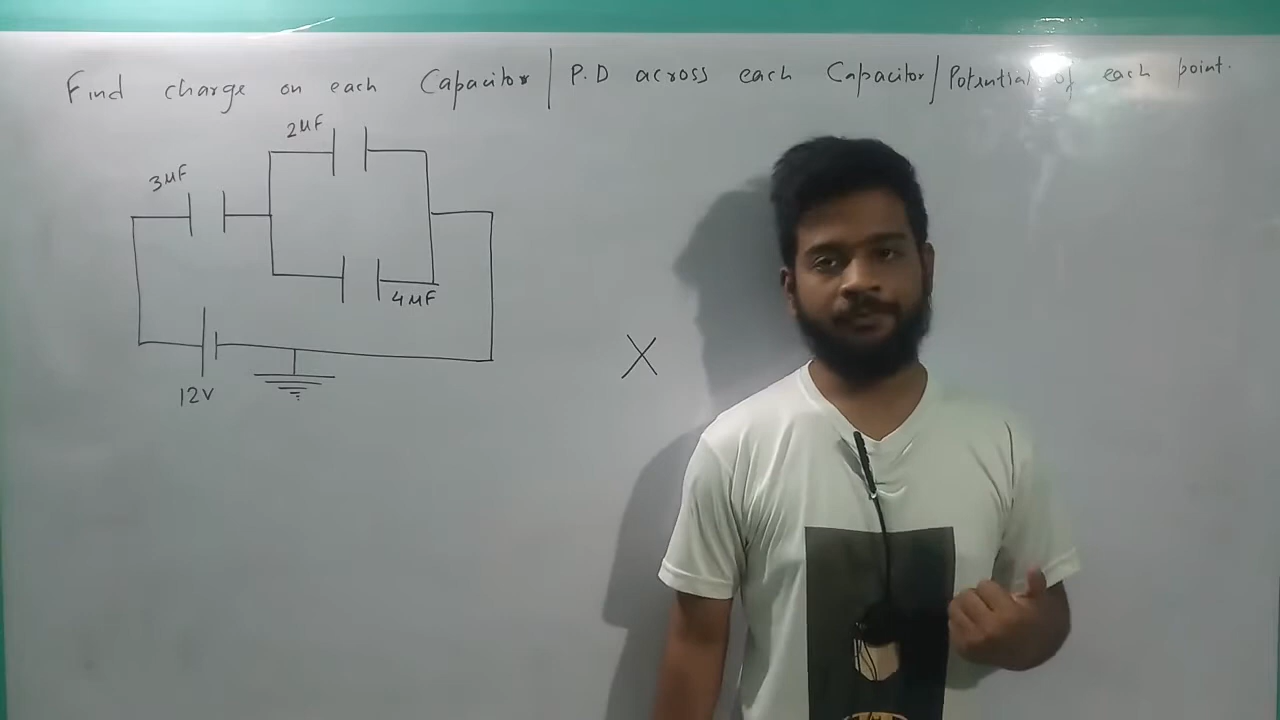 Find charge on each Capacitor | P.D across each Capacitor | Potential of each point.
2μF
3μF
4μF
12V
X